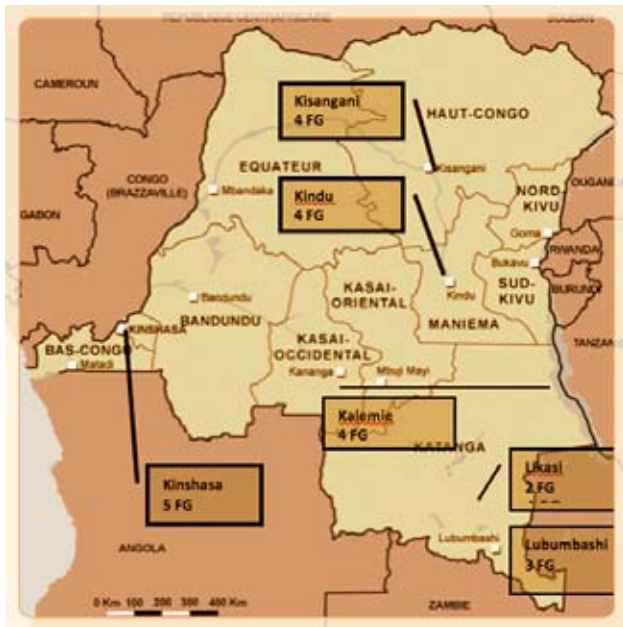 REPUBLIQUE CENTRAFRICAINE
SOUDAN
CAMEROUN
Kisangani
4 FG
HAUT-CONGO
CONGO
(BRAZZAVILLE)
EQUATEUR
Kisangani
Mbandaka
Kindu
4 FG
NORD-
KIVU
GABON
Goma
RWANDA
Bukavu
KASAI-
ORIENTAL
Kindu
SUD-
KIVU
BURUNDI
Bandundu
BANDUNDU
MANIEMA
KINSHASA
KASAI-
OCCIDENTAL
BAS-CONGO
Matadi
Kananga
Mbuji Mayi
Kalemie
4 FG
KATANGA
Likasi
2 FG
Kinshasa
5 FG
Lubumbashi
Lubumbashi
3 FG
ANGOLA
0 Km 100 200 300 400 Km
ZAMBIE